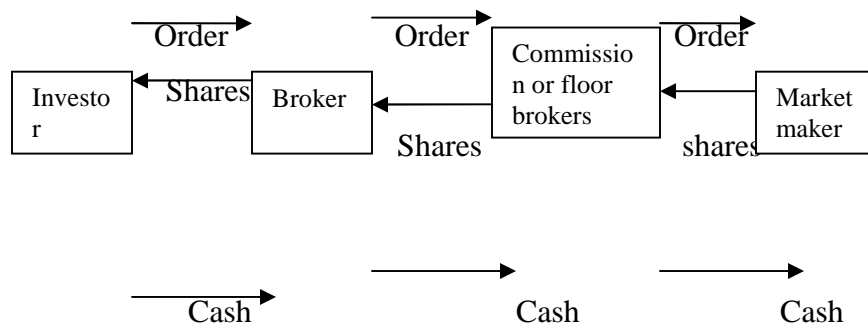 Order
Order
Order
Commissio
n or floor
brokers
Investo
r
Shares
Broker
Market
maker
Shares
shares
Cash
Cash
Cash